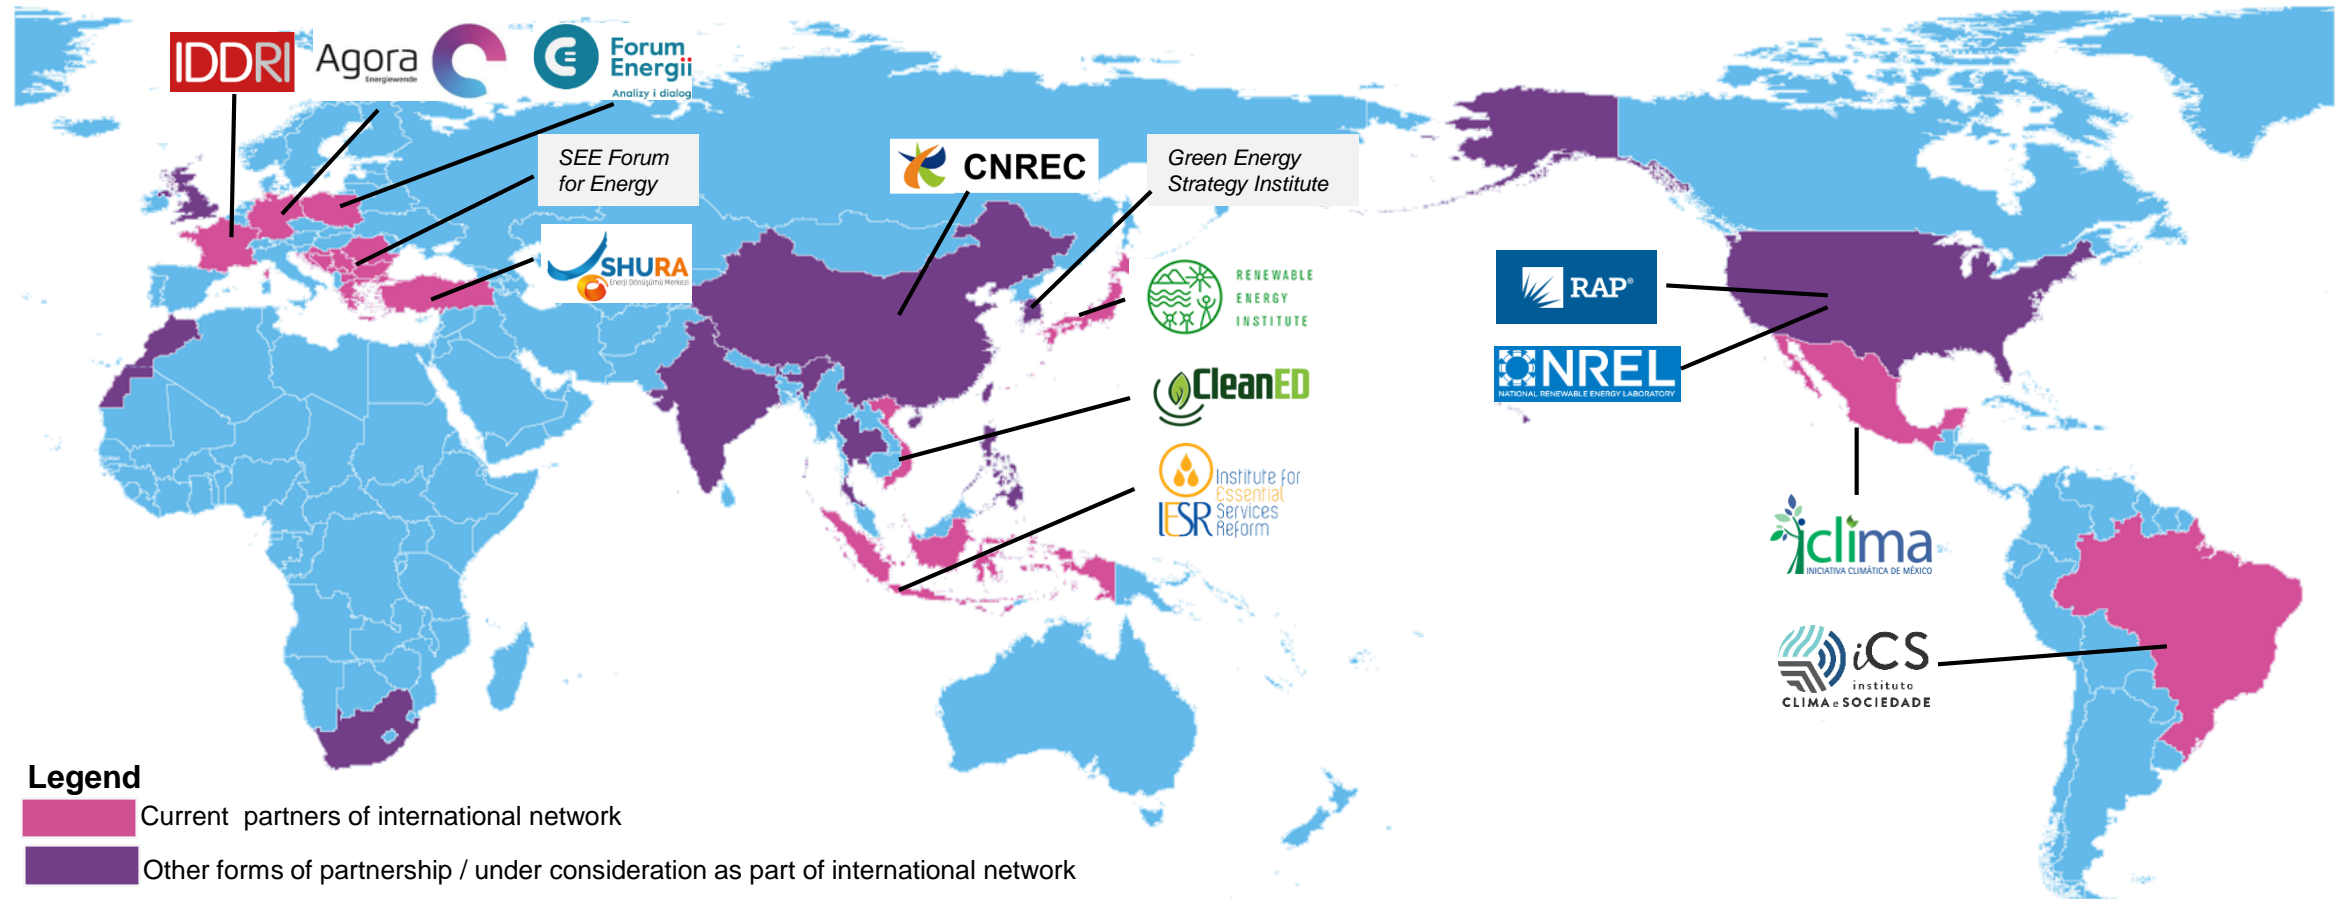 IDDRI
Agora
Energiewende
Forum
Energii
Analizy i dialog
SEE Forum
for Energy
SHURA
Enerji Dönüşümü Merkezi
CNREC
Green Energy
Strategy Institute
RENEWABLE
ENERGY
INSTITUTE
CleanED
Institute for
Essential
IESR Services
Reform
RAP®
NREL
NATIONAL RENEWABLE ENERGY LABORATORY
iclima
INICIATIVA CLIMÁTICA DE MÉXICO
iCS
instituto
CLIMA e SOCIEDADE
Legend
Current partners of international network
Other forms of partnership / under consideration as part of international network